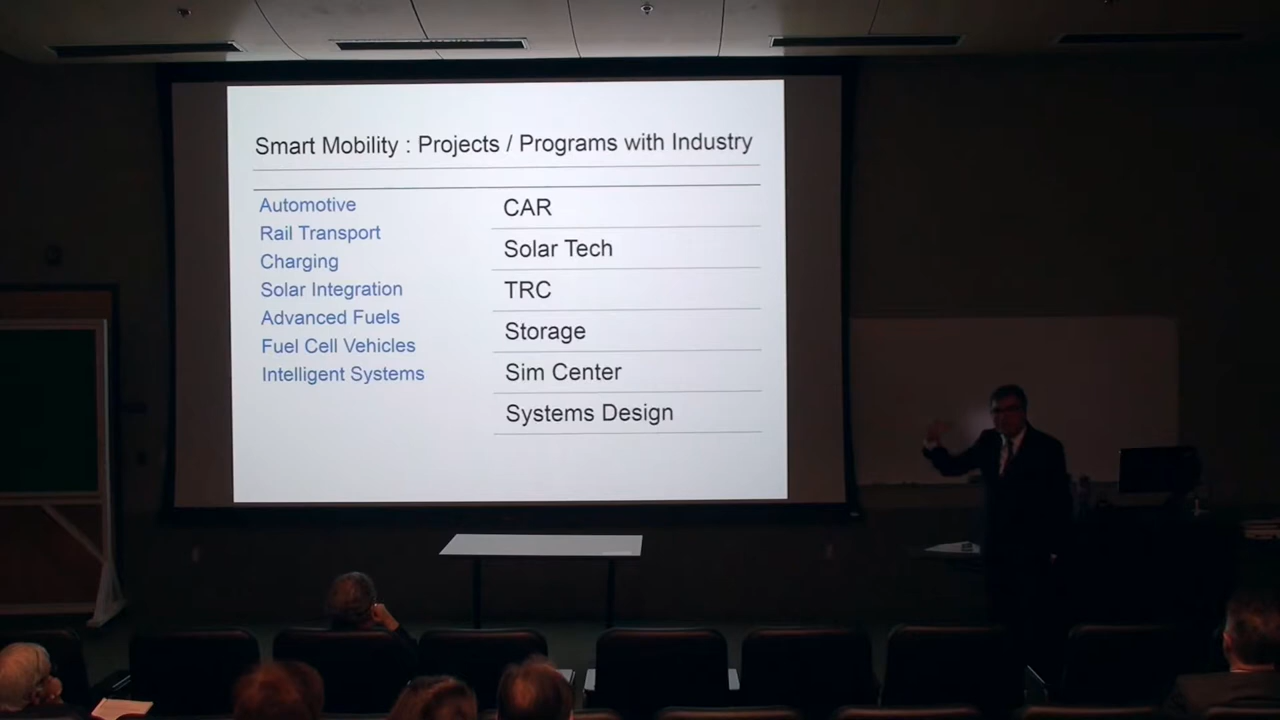 Smart Mobility : Projects / Programs with Industry
Automotive
Rail Transport
Charging
Solar Integration
Advanced Fuels
Fuel Cell Vehicles
Intelligent Systems
CAR
Solar Tech
TRC
Storage
Sim Center
Systems Design